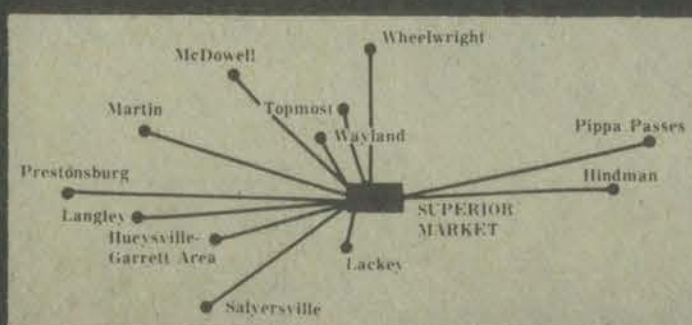 Wheelwright
McDowell
Topmost
Martin
Wayland
Pippa Passes
Prestonsburg
Hindman
Langley
SUPERIOR
MARKET
Hueysville-
Garrett Area
Lackey
Salyersville